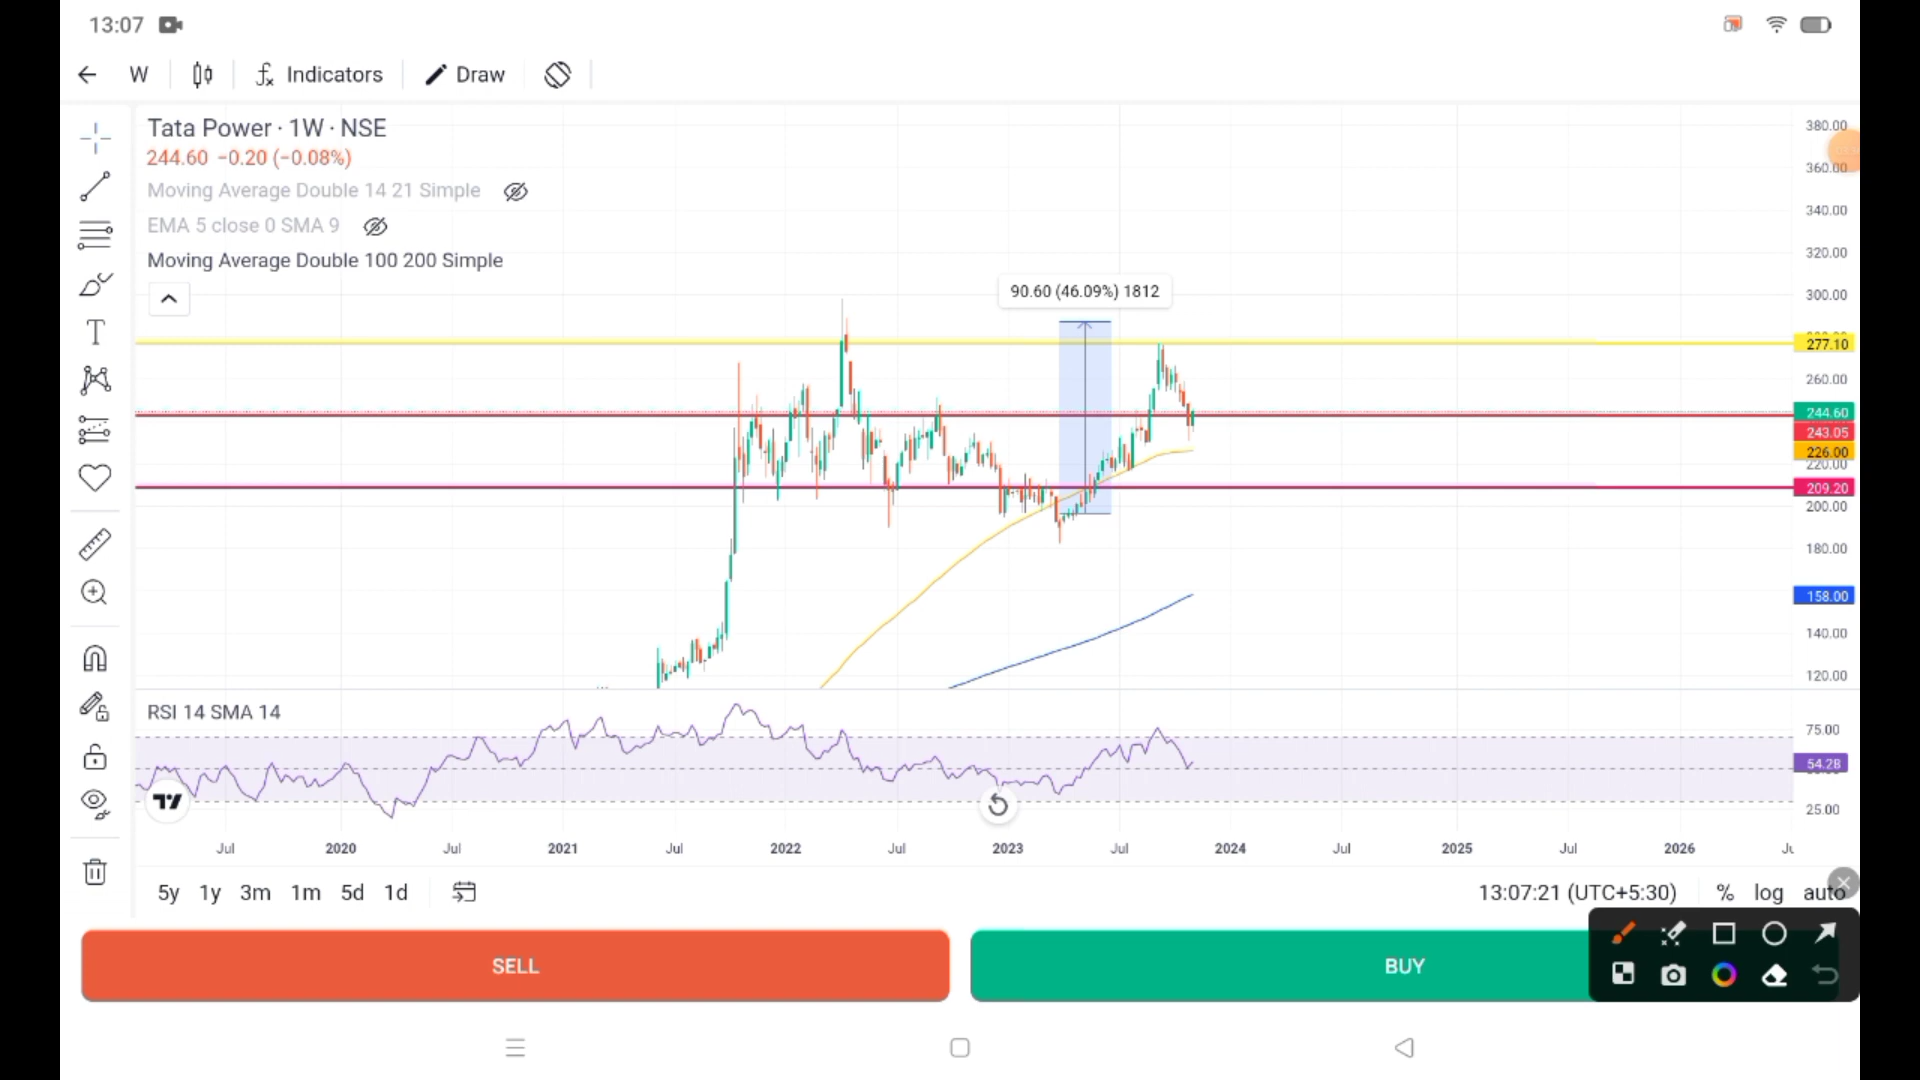 13:07
W Indicators Draw
Tata Power · 1W · NSE
244.60 −0.20 (−0.08%)
Moving Average Double 14 21 Simple
EMA 5 close 0 SMA 9
Moving Average Double 100 200 Simple
90.60 (46.09%) 1812
380.00
360.00
340.00
320.00
300.00
277.10
260.00
244.60
243.05
226.00
220.00
209.20
200.00
180.00
158.00
140.00
120.00
RSI 14 SMA 14
75.00
54.28
25.00
Jul 2020 Jul 2021 Jul 2022 Jul 2023 Jul 2024 Jul 2025 Jul 2026
5y 1y 3m 1m 5d 1d 13:07:21 (UTC+5:30) % log auto
SELL BUY